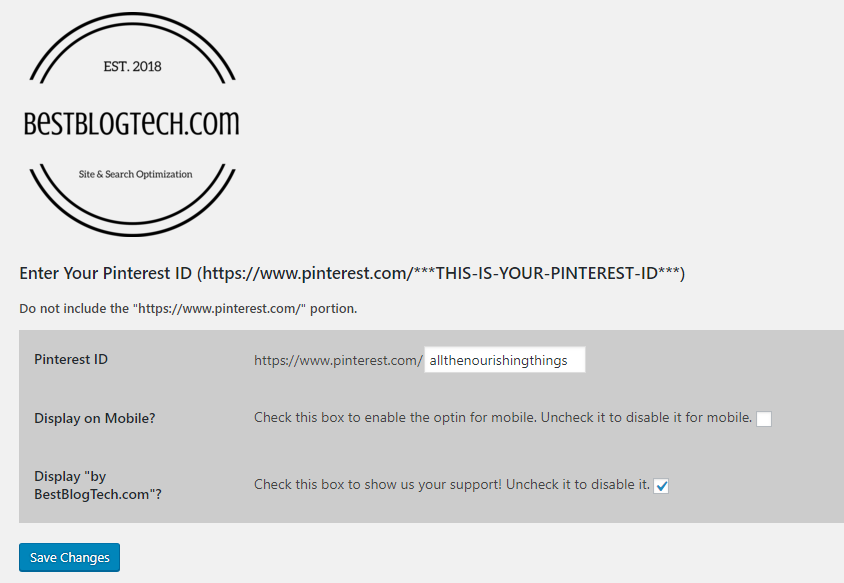 EST. 2018
BESTBLOGTECH.COM
Site & Search Optimization
Enter Your Pinterest ID (https://www.pinterest.com/***THIS-IS-YOUR-PINTEREST-ID***)
Do not include the "https://www.pinterest.com/" portion.
Pinterest ID https://www.pinterest.com/ allthenourishingthings
Display on Mobile? Check this box to enable the optin for mobile. Uncheck it to disable it for mobile.
Display "by
BestBlogTech.com"? Check this box to show us your support! Uncheck it to disable it.
Save Changes